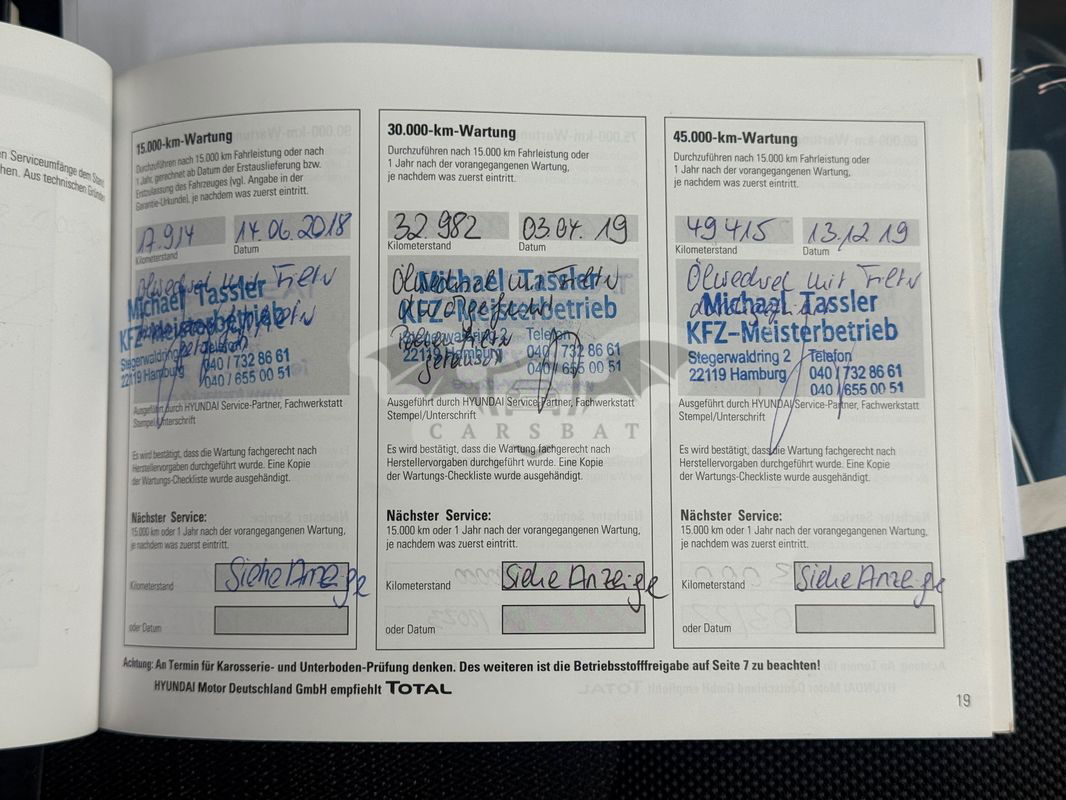 n Serviceumfänge dem Stand
hen. Aus technischen Gründen
15.000-km-Wartung
Durchzuführen nach 15.000 km Fahrleistung oder nach
1 Jahr, gerechnet ab Datum der Erstauslieferung bzw.
Erstzulassung des Fahrzeuges (vgl. Angabe in der
Garantie-Urkunde), je nachdem was zuerst eintritt.
17.914
14.06.2018
Kilometerstand
Datum
Ölwechsel mit Filter
Michael Tassler
KFZ-Meisterbetrieb
Stegerwaldring 2
22119 Hamburg
040 / 732 86 61
040 / 655 00 51
Ausgeführt durch HYUNDAI Service-Partner, Fachwerkstatt
Stempel/Unterschrift
Es wird bestätigt, dass die Wartung fachgerecht nach
Herstellervorgaben durchgeführt wurde. Eine Kopie
der Wartungs-Checkliste wurde ausgehändigt.
Nächster Service:
15.000 km oder 1 Jahr nach der vorangegangenen Wartung,
je nachdem was zuerst eintritt.
Kilometerstand
Siehe Anzeige
oder Datum
30.000-km-Wartung
Durchzuführen nach 15.000 km Fahrleistung oder
1 Jahr nach der vorangegangenen Wartung,
je nachdem was zuerst eintritt.
32 982
03.04.19
Kilometerstand
Datum
Ölwechsel mit Filter
Michael Tassler
KFZ-Meisterbetrieb
Stegerwaldring 2
Telefon
22119 Hamburg
040 / 732 86 61
040 / 655 00 51
Ausgeführt durch HYUNDAI Service-Partner, Fachwerkstatt
Stempel/Unterschrift
CARSBAT
Es wird bestätigt, dass die Wartung fachgerecht nach
Herstellervorgaben durchgeführt wurde. Eine Kopie
der Wartungs-Checkliste wurde ausgehändigt.
Nächster Service:
15.000 km oder 1 Jahr nach der vorangegangenen Wartung,
je nachdem was zuerst eintritt.
Kilometerstand
Siehe Anzeige
oder Datum
45.000-km-Wartung
Durchzuführen nach 15.000 km Fahrleistung oder
1 Jahr nach der vorangegangenen Wartung,
je nachdem was zuerst eintritt.
49 415
13.12 19
Kilometerstand
Datum
Ölwechsel mit Filter
Michael Tassler
KFZ-Meisterbetrieb
Stegerwaldring 2
Telefon
22119 Hamburg
040 / 732 86 61
040 / 655 00 51
Ausgeführt durch HYUNDAI Service-Partner, Fachwerkstatt
Stempel/Unterschrift
Es wird bestätigt, dass die Wartung fachgerecht nach
Herstellervorgaben durchgeführt wurde. Eine Kopie
der Wartungs-Checkliste wurde ausgehändigt.
Nächster Service:
15.000 km oder 1 Jahr nach der vorangegangenen Wartung,
je nachdem was zuerst eintritt.
Kilometerstand
Siehe Anzeige
oder Datum
Achtung: An Termin für Karosserie- und Unterboden-Prüfung denken. Des weiteren ist die Betriebsstofffreigabe auf Seite 7 zu beachten!
HYUNDAI Motor Deutschland GmbH empfiehlt TOTAL
19